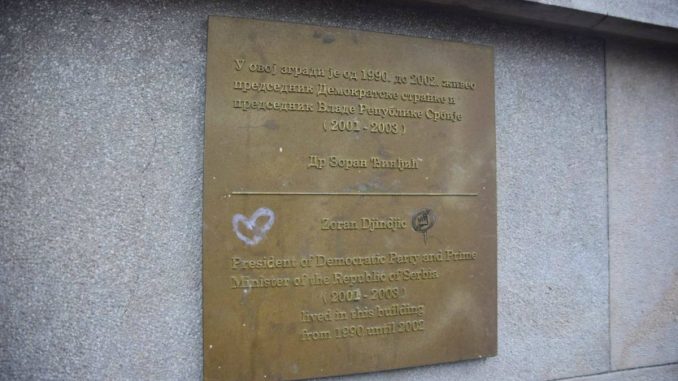 У овој згради је од 1990. до 2002. живео
председник Демократске странке и
председник Владе Републике Србије
( 2001 - 2003 )
Др Зоран Ђинђић
Zoran Djindjic
President of Democratic Party and Prime
Minister of the Republic of Serbia
( 2001 - 2003 )
lived in this building
from 1990 until 2002